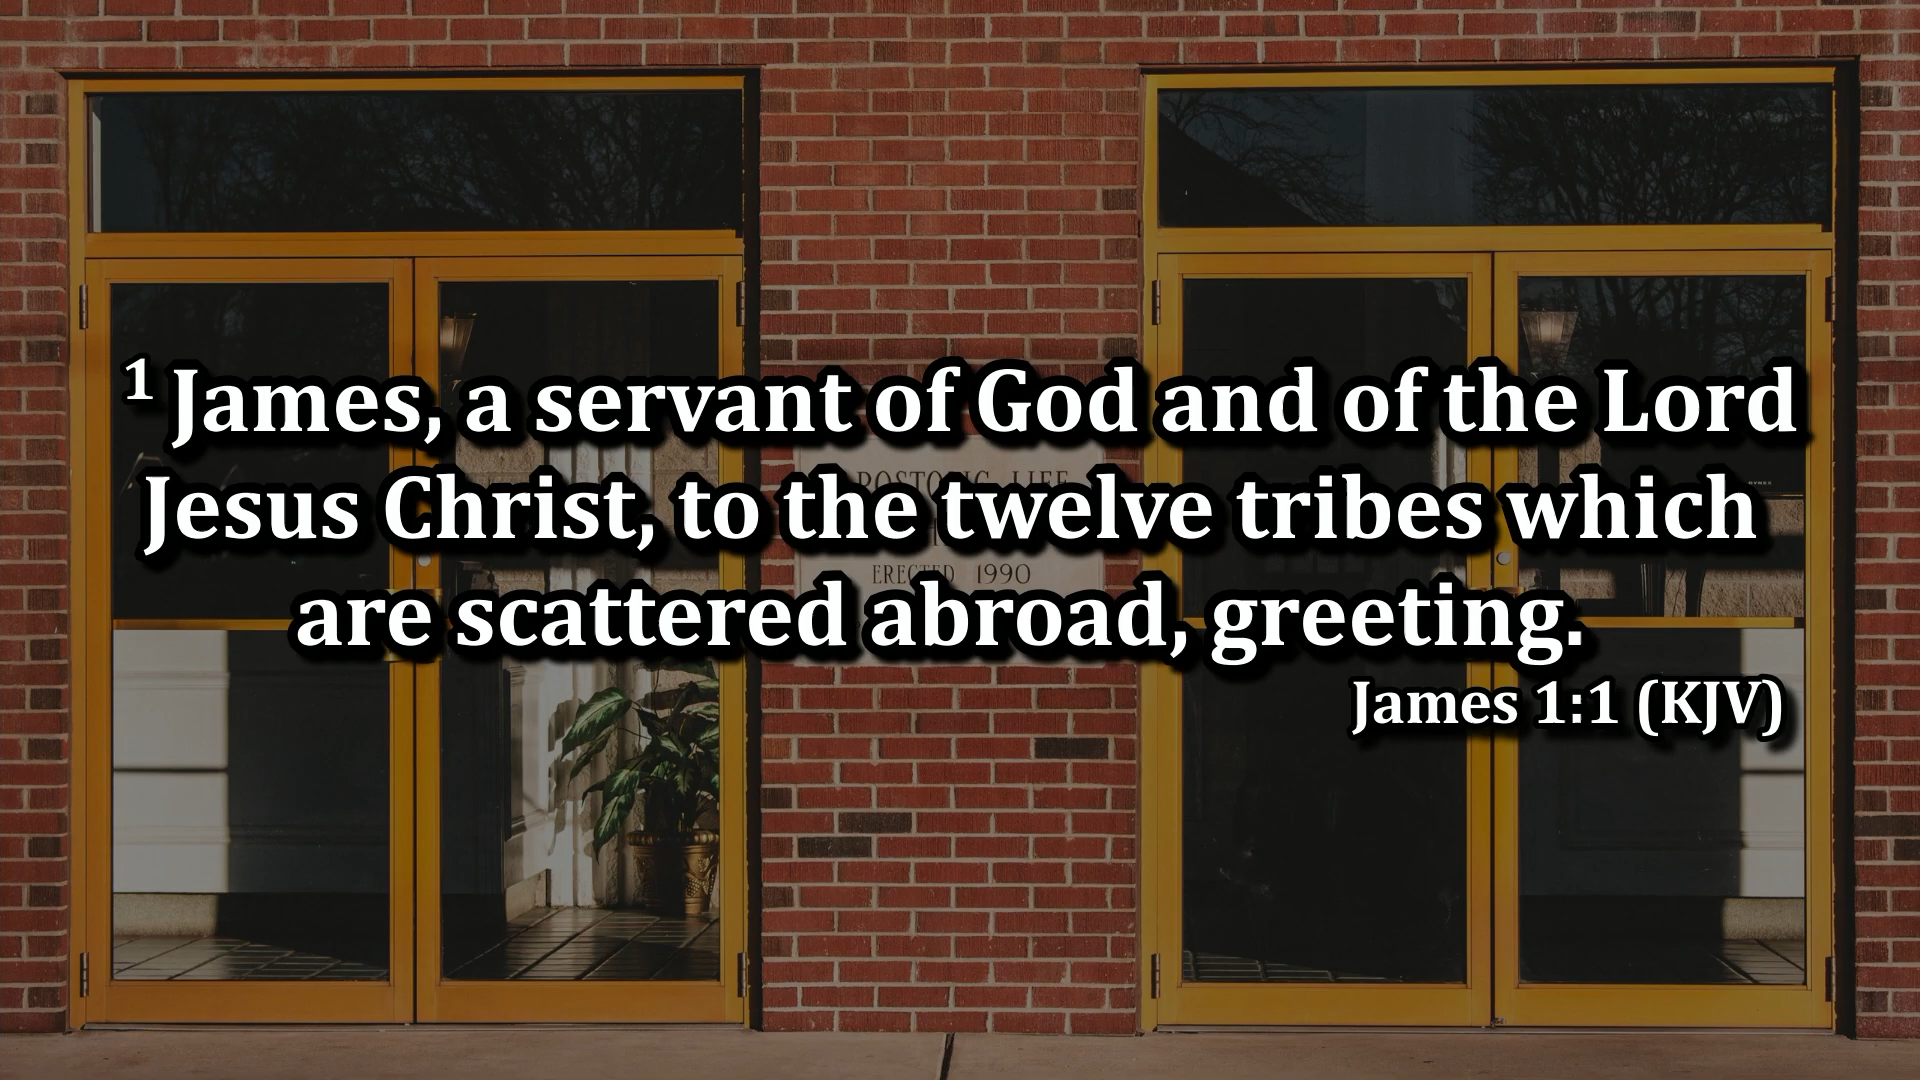 1 James, a servant of God and of the Lord
Jesus Christ, to the twelve tribes which
are scattered abroad, greeting.
James 1:1 (KJV)
LIFE
ERECTED 1990